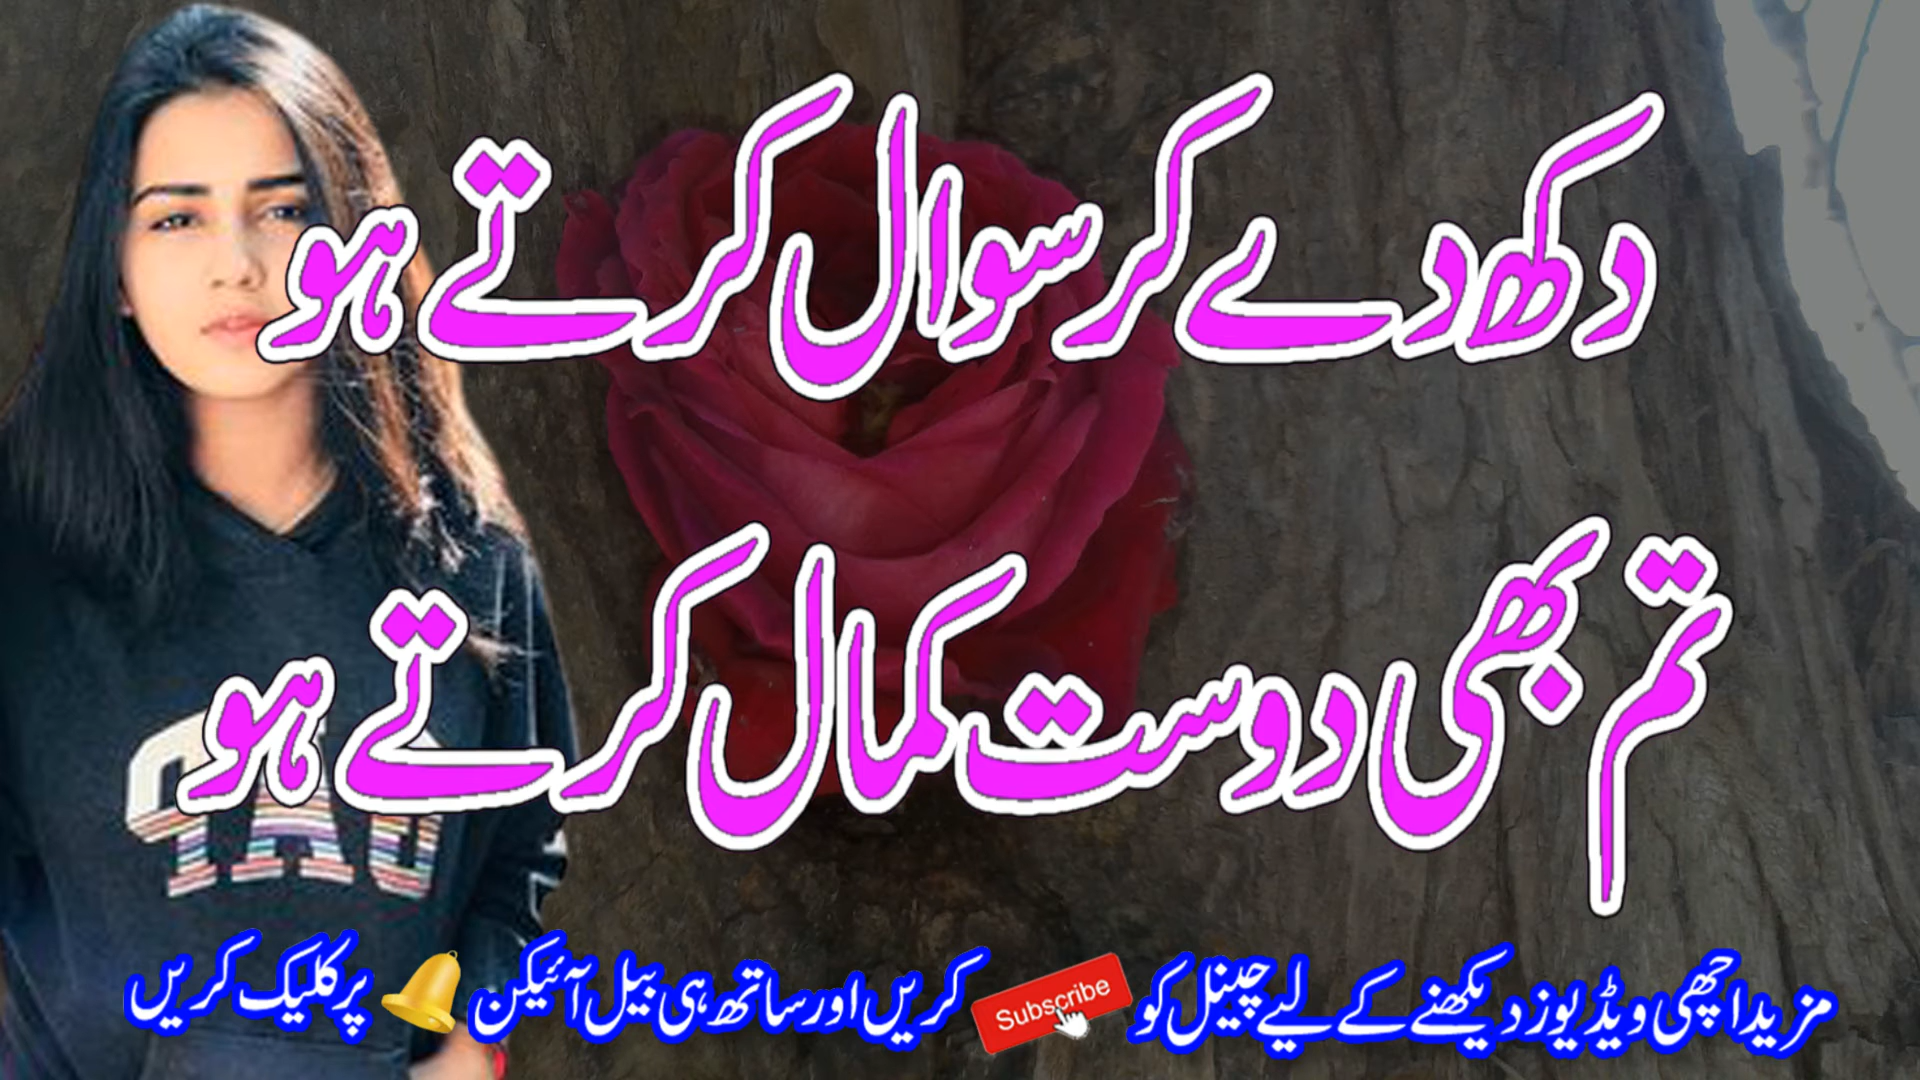 دکھ دے کر سوال کرتے ہو
تم بھی دوست کمال کرتے ہو
GAP
مزید اچھی ویڈیوز دیکھنے کے لیے چینل کو Subscribe کریں اور ساتھ ہی بیل آئیکن پر کلیک کریں